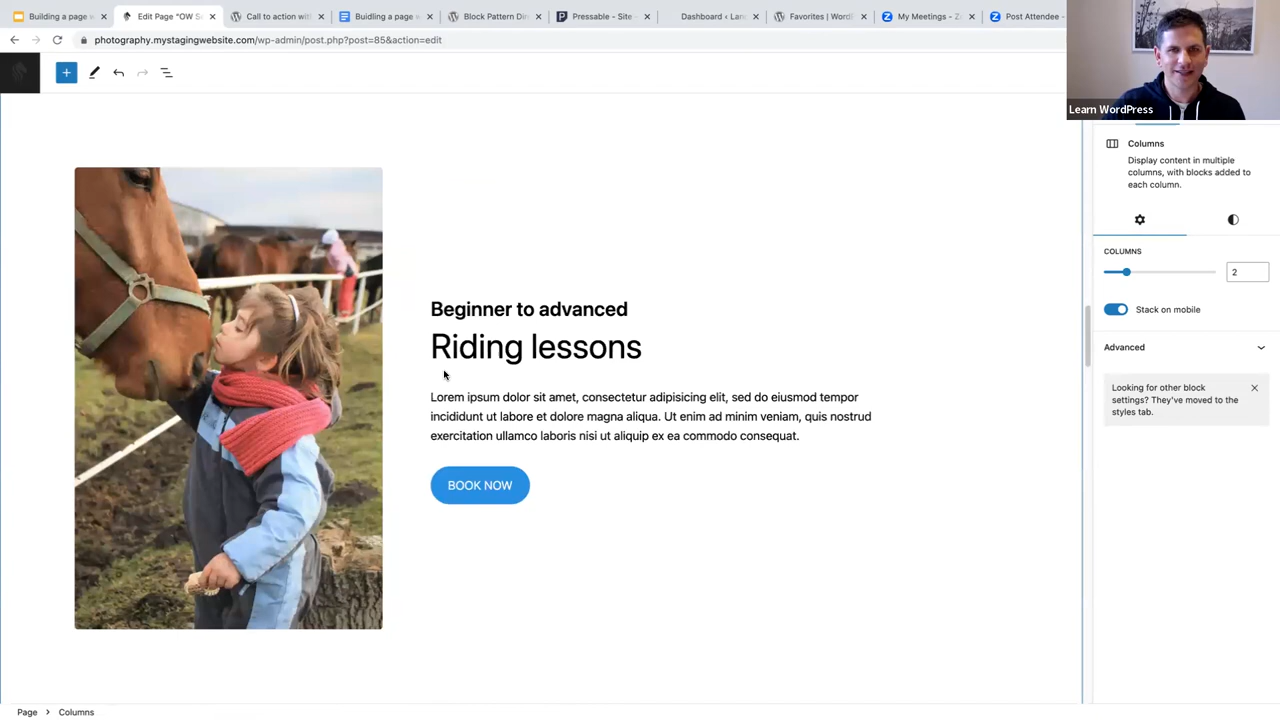 Building a page w
Edit Page "OW S
Call to action with
Buidling a page w
Block Pattern Dir
Pressable - Site
Dashboard ‹ Lan
Favorites | WordP
My Meetings - Z
Post Attendee -
photography.mystagingwebsite.com/wp-admin/post.php?post=85&action=edit
Learn WordPress
Beginner to advanced
Riding lessons
Lorem ipsum dolor sit amet, consectetur adipisicing elit, sed do eiusmod tempor
incididunt ut labore et dolore magna aliqua. Ut enim ad minim veniam, quis nostrud
exercitation ullamco laboris nisi ut aliquip ex ea commodo consequat.
BOOK NOW
Columns
Display content in multiple
columns, with blocks added to
each column.
COLUMNS
2
Stack on mobile
Advanced
Looking for other block
settings? They've moved to the
styles tab.
Page > Columns